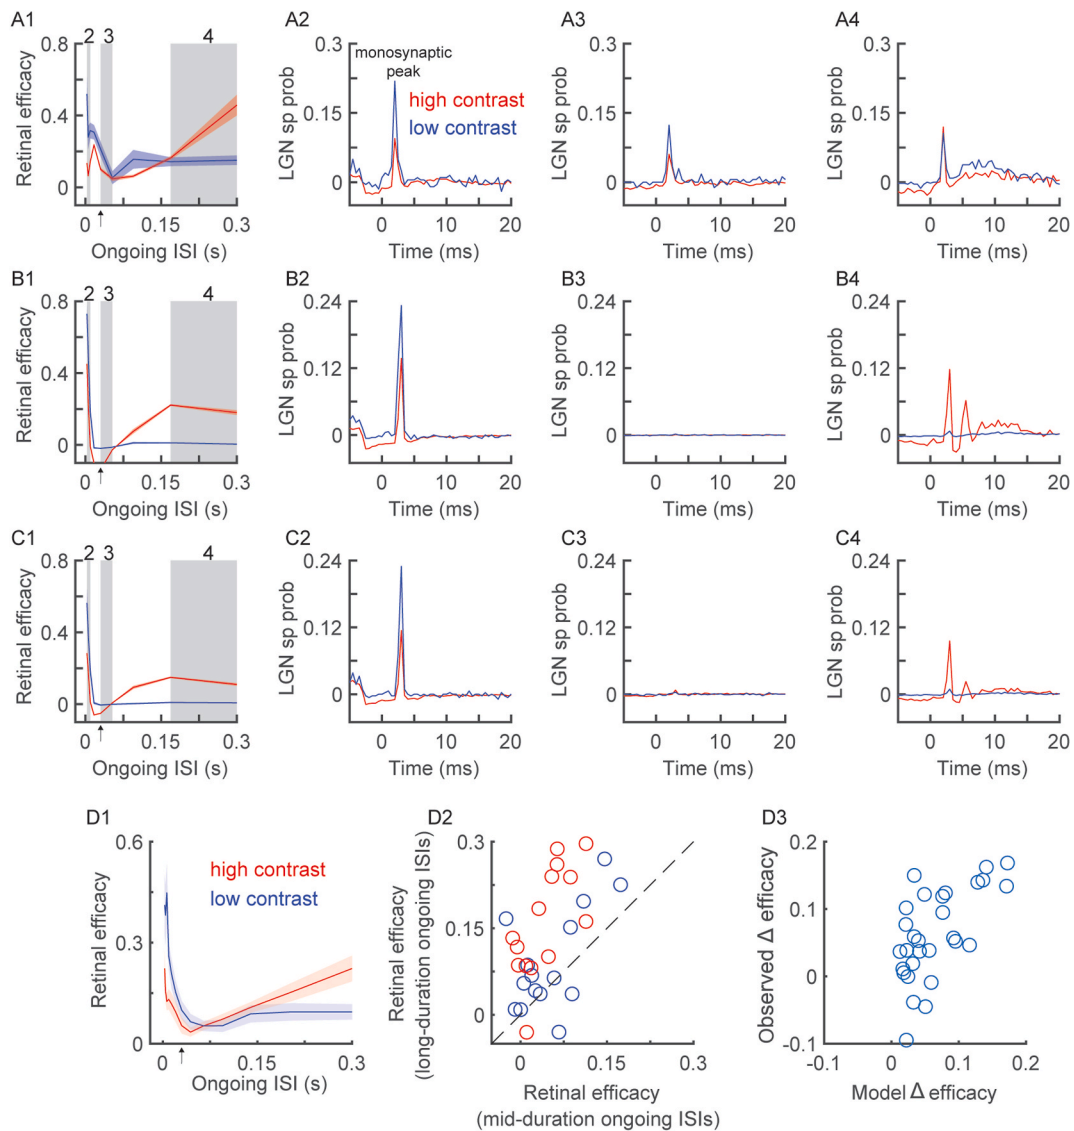 A1
2 3 4
0.8
0.4
0
Retinal efficacy
0 0.15 0.3
↑
Ongoing ISI (s)
A2
0.3
0.15
0
LGN sp prob
monosynaptic
peak
high contrast
low contrast
0 10 20
Time (ms)
A3
0.3
0.15
0
LGN sp prob
0 10 20
Time (ms)
A4
0.3
0.15
0
LGN sp prob
0 10 20
Time (ms)
B1
2 3 4
0.8
0.4
0
Retinal efficacy
0 0.15 0.3
↑
Ongoing ISI (s)
B2
0.24
0.12
0
LGN sp prob
0 10 20
Time (ms)
B3
0.24
0.12
0
LGN sp prob
0 10 20
Time (ms)
B4
0.24
0.12
0
LGN sp prob
0 10 20
Time (ms)
C1
2 3 4
0.8
0.4
0
Retinal efficacy
0 0.15 0.3
↑
Ongoing ISI (s)
C2
0.24
0.12
0
LGN sp prob
0 10 20
Time (ms)
C3
0.24
0.12
0
LGN sp prob
0 10 20
Time (ms)
C4
0.24
0.12
0
LGN sp prob
0 10 20
Time (ms)
D1
0.6
0.3
0
Retinal efficacy
high contrast
low contrast
0 0.15 0.3
↑
Ongoing ISI (s)
D2
0.3
0.15
0
Retinal efficacy
(long-duration ongoing ISIs)
0 0.15 0.3
Retinal efficacy
(mid-duration ongoing ISIs)
D3
0.2
0.1
0
-0.1
Observed Δ efficacy
-0.1 0 0.1 0.2
Model Δ efficacy